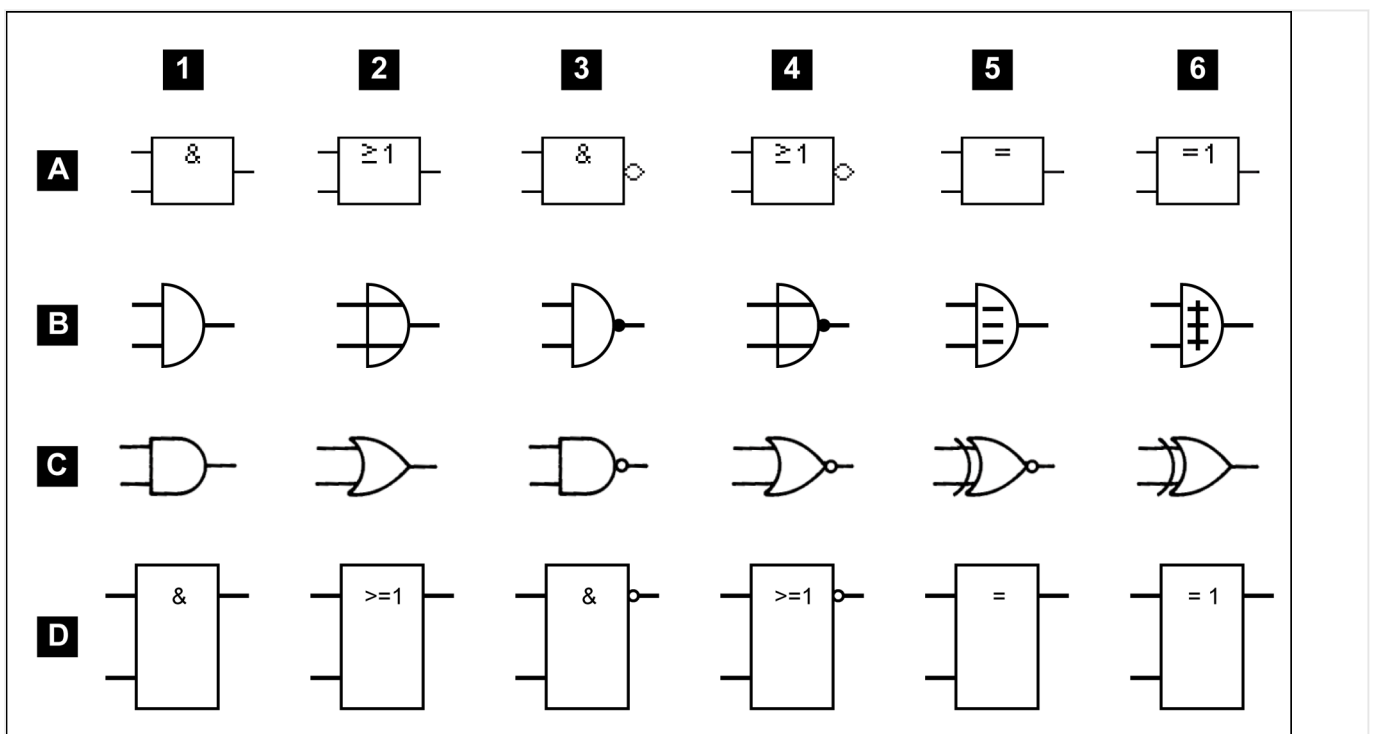 1 2 3 4 5 6
A & ≥1 & ≥1 = =1
B
C
D & >=1 & >=1 = = 1